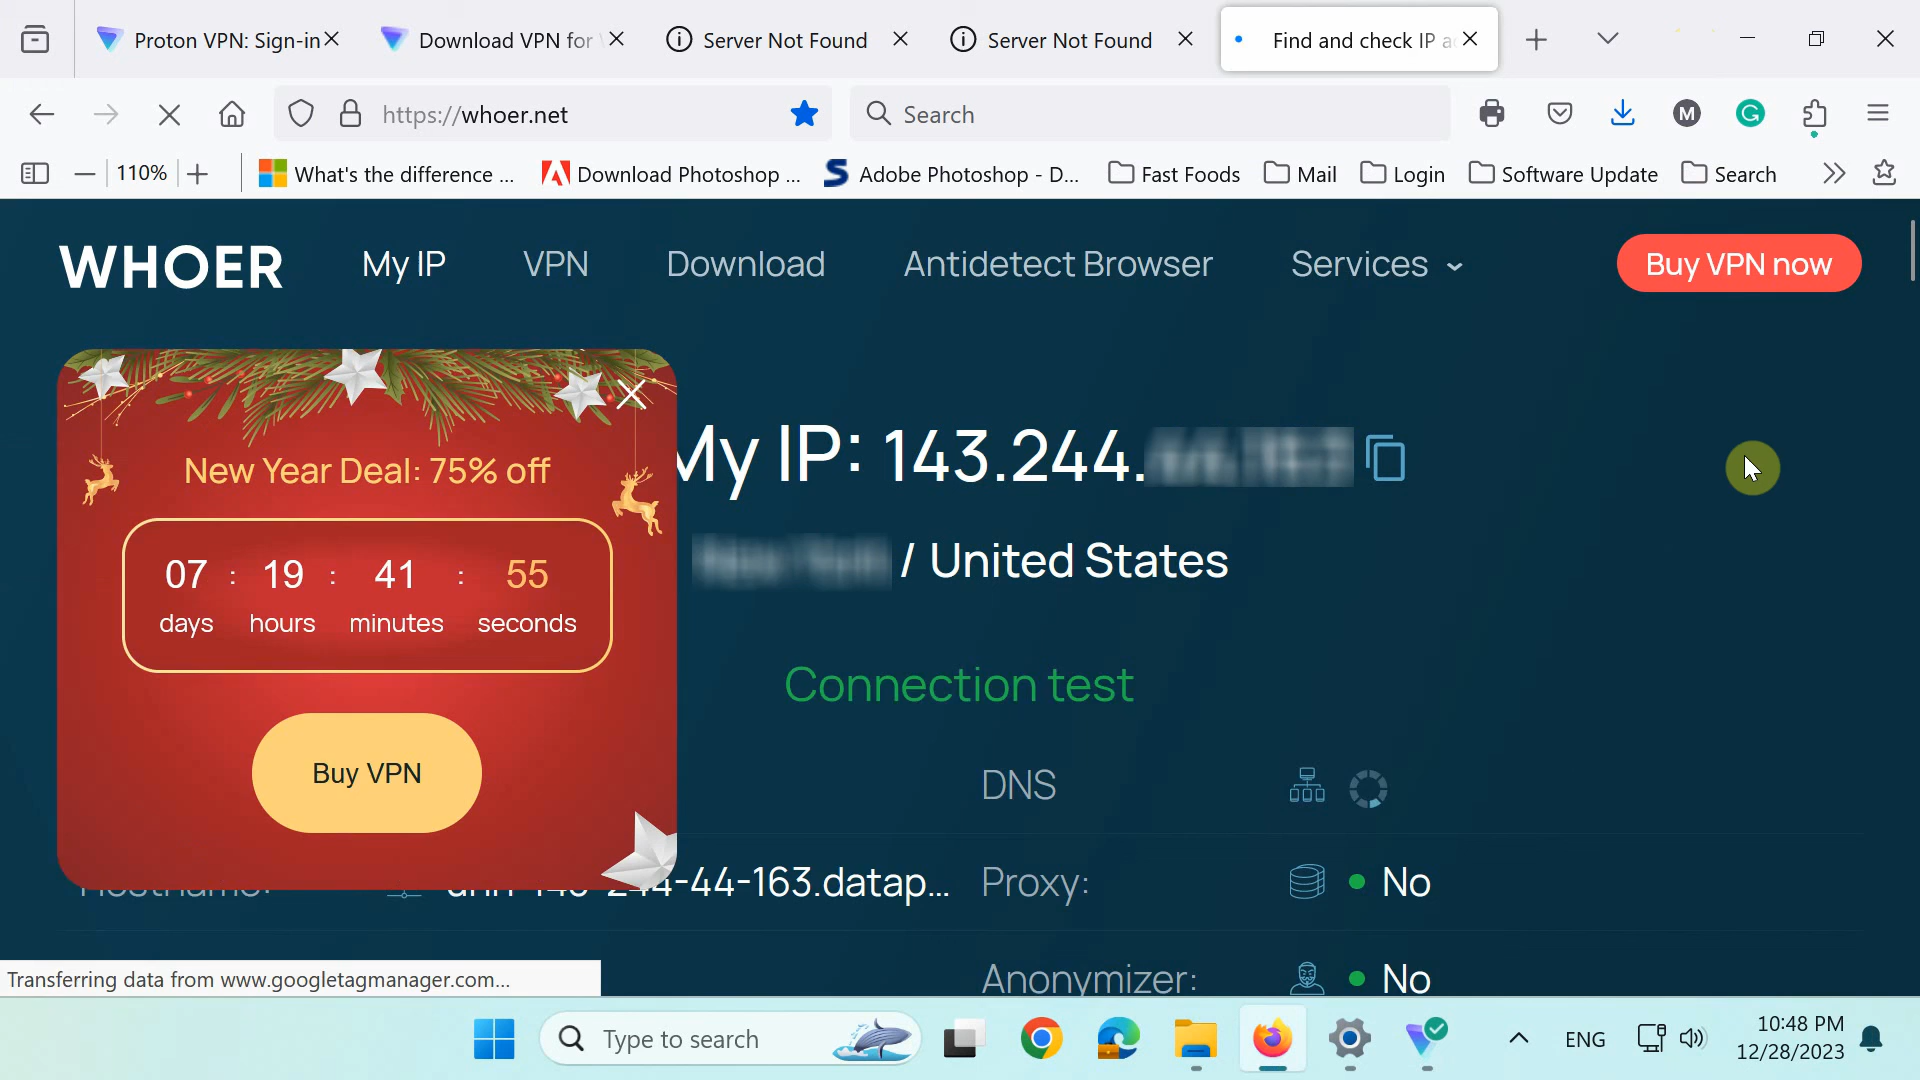 Proton VPN: Sign-in
Download VPN for
Server Not Found
Server Not Found
Find and check IP a
https://whoer.net
Search
M
G
110%
What's the difference ...
Download Photoshop ...
S
Adobe Photoshop - D...
Fast Foods
Mail
Login
Software Update
Search
WHOER
My IP
VPN
Download
Antidetect Browser
Services
Buy VPN now
New Year Deal: 75% off
07 : 19 : 41 : 55
days hours minutes seconds
Buy VPN
My IP: 143.244.
/ United States
Connection test
DNS
Hostname:
-44-163.datap...
Proxy:
No
Anonymizer:
No
Transferring data from www.googletagmanager.com...
Type to search
ENG
10:48 PM
12/28/2023